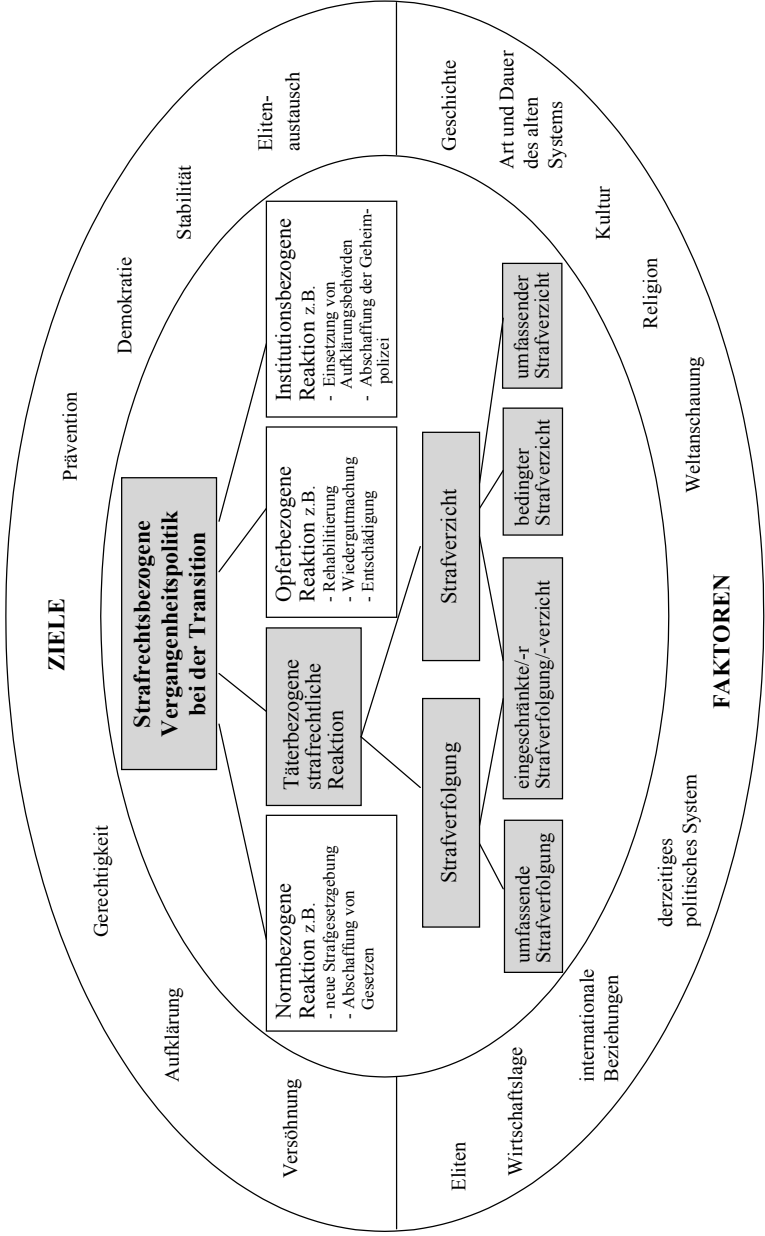 ZIELE
Versöhnung
Aufklärung
Gerechtigkeit
Prävention
Demokratie
Stabilität
Eliten-
austausch
Strafrechtsbezogene
Vergangenheitspolitik
bei der Transition
Normbezogene
Reaktion z.B.
- neue Strafgesetzgebung
- Abschaffung von
Gesetzen
Täterbezogene
strafrechtliche
Reaktion
Opferbezogene
Reaktion z.B.
- Rehabilitierung
- Wiedergutmachung
- Entschädigung
Institutionsbezogene
Reaktion z.B.
- Einsetzung von
Aufklärungsbehörden
- Abschaffung der Geheim-
polizei
Strafverfolgung
Strafverzicht
umfassende
Strafverfolgung
eingeschränkte/-r
Strafverfolgung/-verzicht
bedingter
Strafverzicht
umfassender
Strafverzicht
Eliten
Wirtschaftslage
internationale
Beziehungen
derzeitiges
politisches System
FAKTOREN
Weltanschauung
Religion
Kultur
Art und Dauer
des alten
Systems
Geschichte